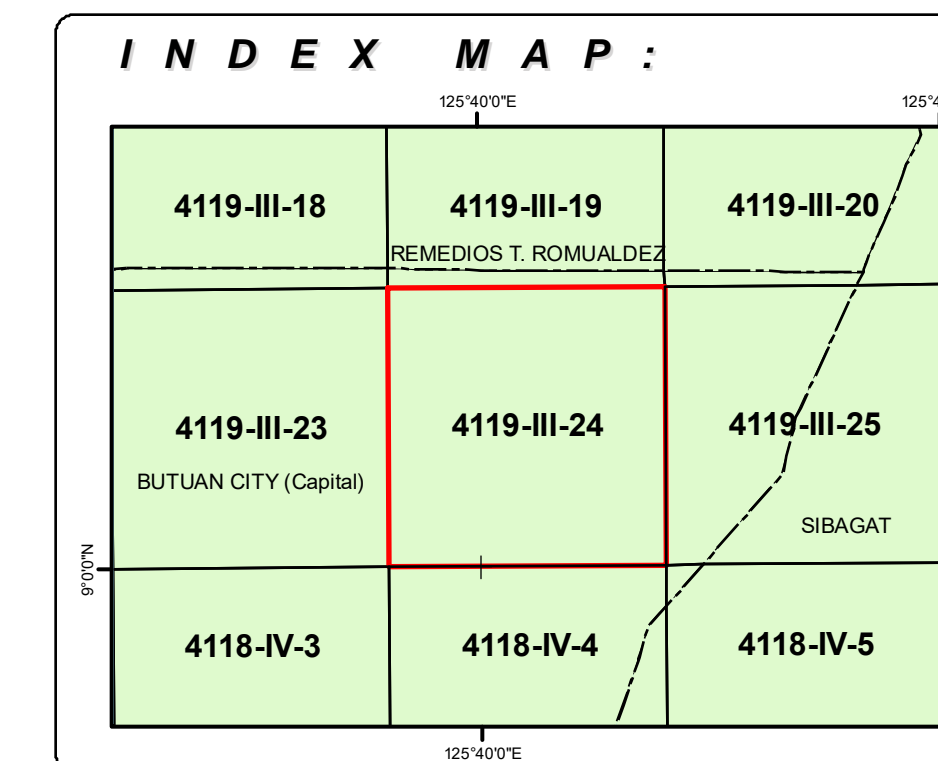 INDEX MAP:
125°40'0"E
125°4
4119-III-18
4119-III-19
4119-III-20
REMEDIOS T. ROMUALDEZ
4119-III-23
4119-III-24
4119-III-25
BUTUAN CITY (Capital)
SIBAGAT
9°0'0"N
4118-IV-3
4118-IV-4
4118-IV-5
125°40'0"E